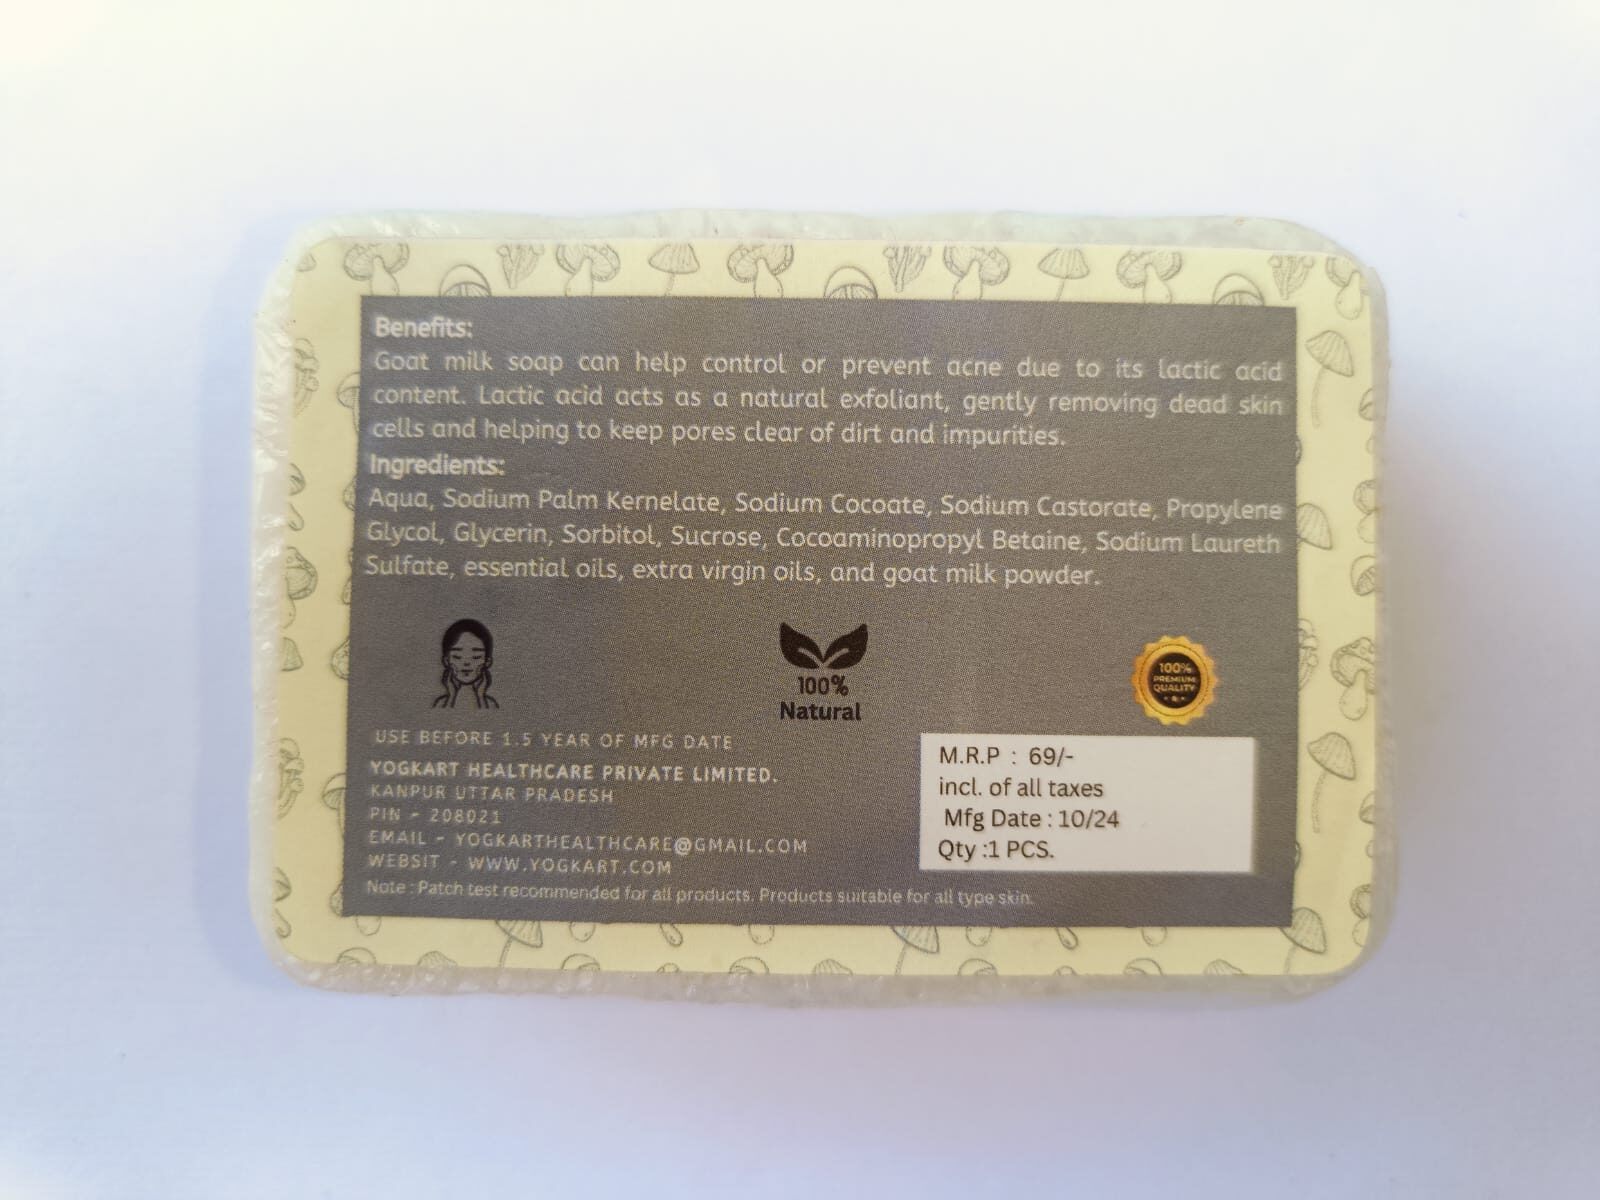 Benefits:
Goat milk soap can help control or prevent acne due to its lactic acid
content. Lactic acid acts as a natural exfoliant, gently removing dead skin
cells and helping to keep pores clear of dirt and impurities.
Ingredients:
Aqua, Sodium Palm Kernelate, Sodium Cocoate, Sodium Castorate, Propylene
Glycol, Glycerin, Sorbitol, Sucrose, Cocoaminopropyl Betaine, Sodium Laureth
Sulfate, essential oils, extra virgin oils, and goat milk powder.
100%
Natural
100%
PREMIUM
QUALITY
USE BEFORE 1.5 YEAR OF MFG DATE
YOGKART HEALTHCARE PRIVATE LIMITED.
KANPUR UTTAR PRADESH
PIN - 208021
EMAIL - YOGKARTHEALTHCARE@GMAIL.COM
WEBSIT - WWW.YOGKART.COM
M.R.P : 69/-
incl. of all taxes
Mfg Date : 10/24
Qty :1 PCS.
Note : Patch test recommended for all products. Products suitable for all type skin.